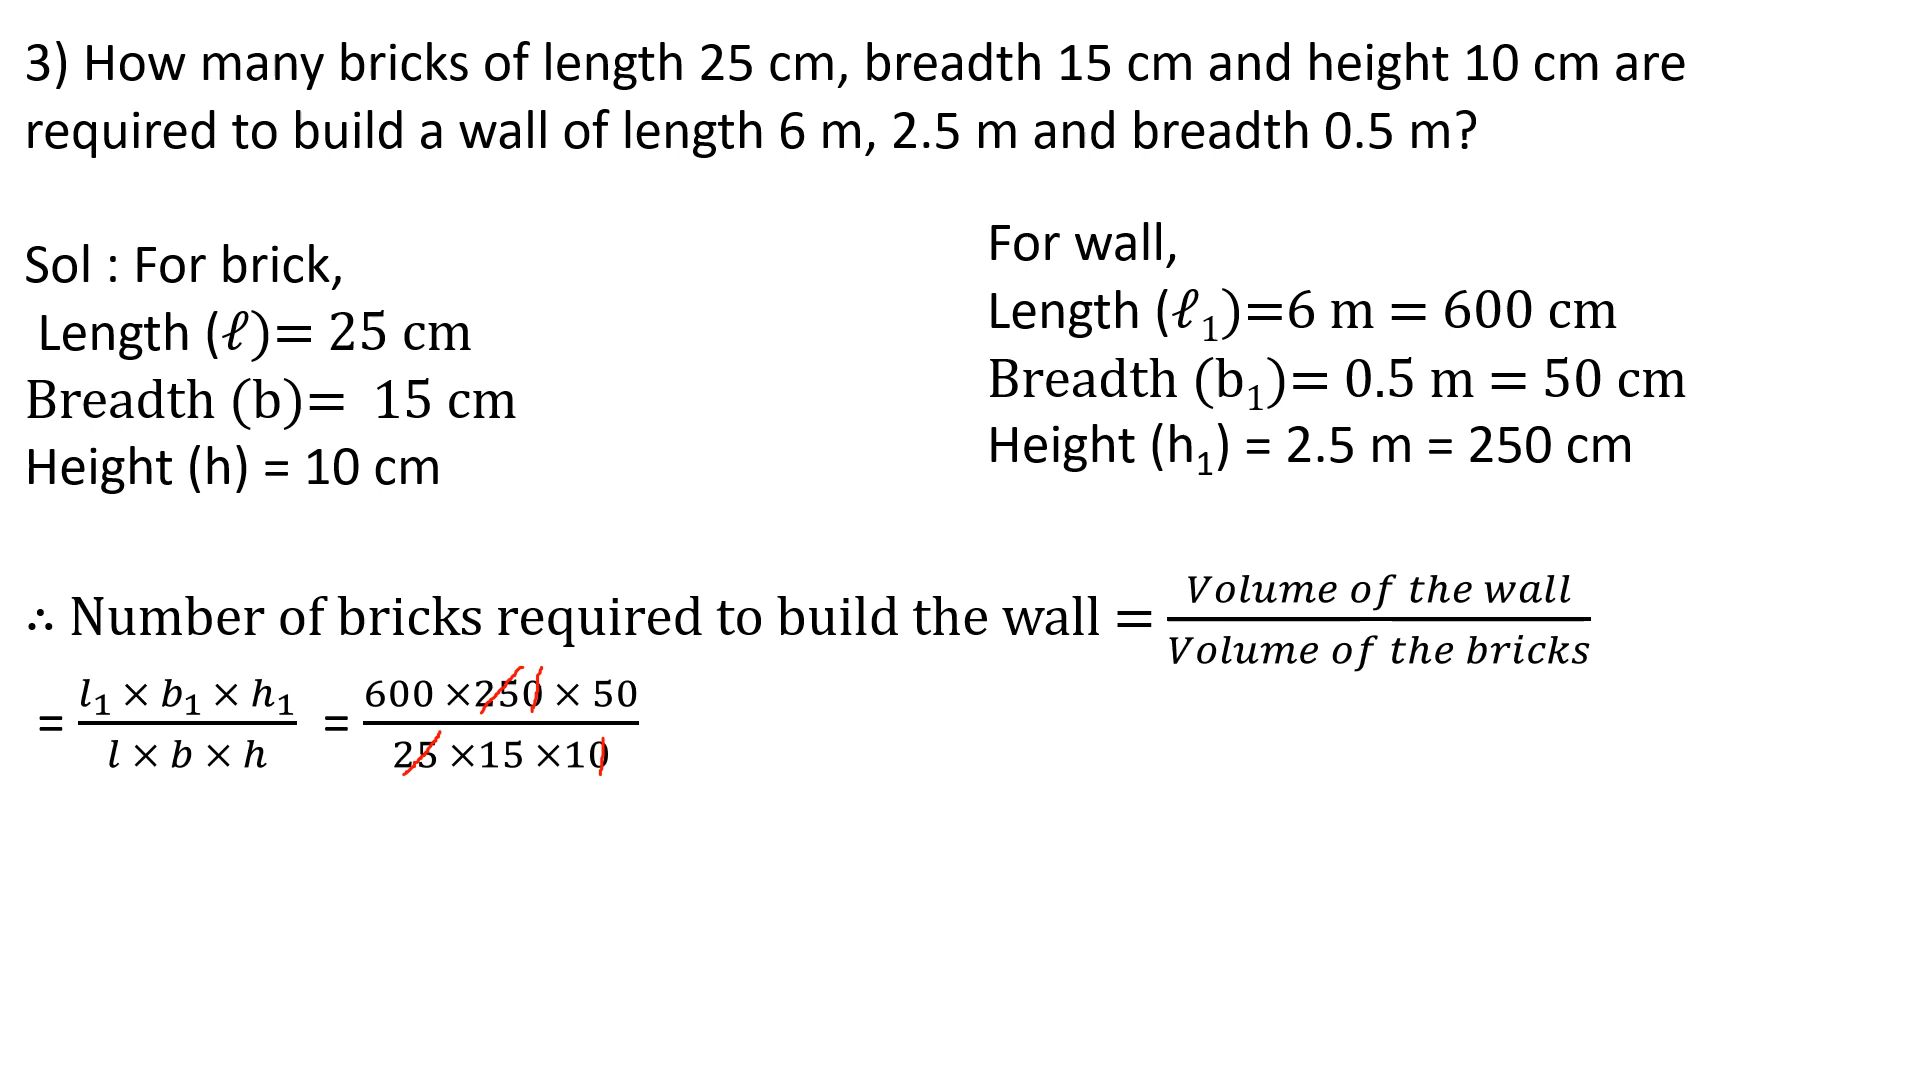 3) How many bricks of length 25 cm, breadth 15 cm and height 10 cm are
required to build a wall of length 6 m, 2.5 m and breadth 0.5 m?
Sol : For brick,
Length (ℓ)= 25 cm
Breadth (b)= 15 cm
Height (h) = 10 cm
For wall,
Length (ℓ₁)=6 m = 600 cm
Breadth (b₁)= 0.5 m = 50 cm
Height (h₁) = 2.5 m = 250 cm
∴ Number of bricks required to build the wall = Volume of the wall / Volume of the bricks
= l₁ × b₁ × h₁ / l × b × h = 600 ×250 × 50 / 25 ×15 ×10